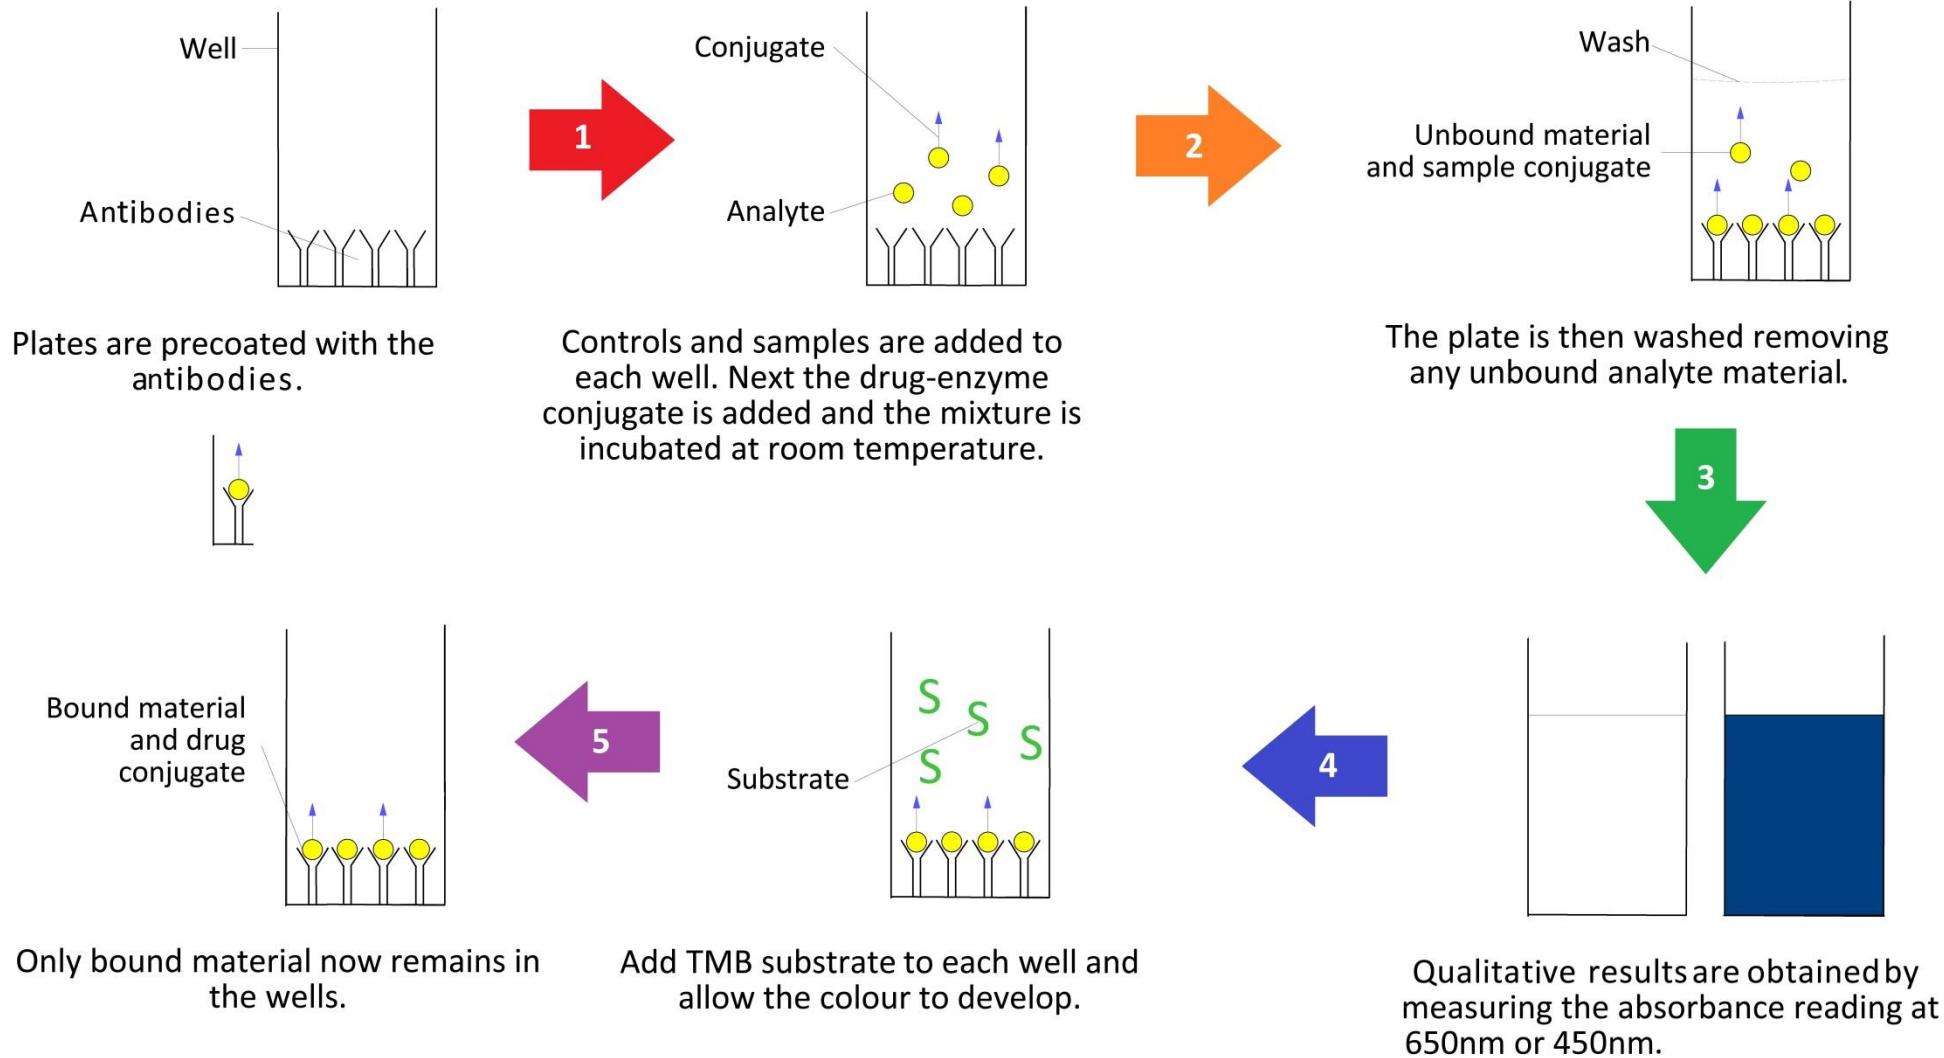 Well
Antibodies
Plates are precoated with the
antibodies.
1
Conjugate
Analyte
Controls and samples are added to
each well. Next the drug-enzyme
conjugate is added and the mixture is
incubated at room temperature.
2
Wash
Unbound material
and sample conjugate
The plate is then washed removing
any unbound analyte material.
3
Qualitative results are obtained by
measuring the absorbance reading at
650nm or 450nm.
4
S
S
S
S
Substrate
Add TMB substrate to each well and
allow the colour to develop.
5
Bound material
and drug
conjugate
Only bound material now remains in
the wells.